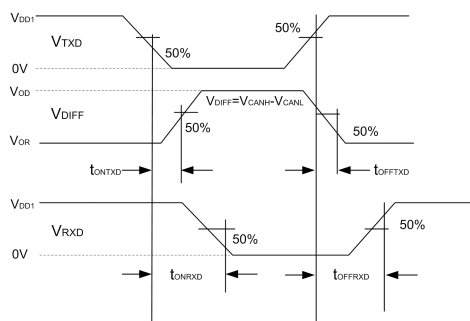 VDD1
VTXD
50%
50%
0V
VOD
VDIFF
VDIFF=VCANH-VCANL
50%
50%
VOR
tONTXD
tOFFTXD
VDD1
VRXD
50%
50%
0V
tONRXD
tOFFRXD